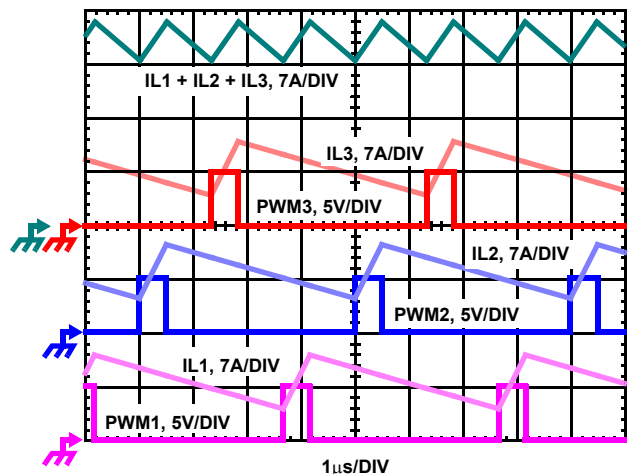 IL1 + IL2 + IL3, 7A/DIV
IL3, 7A/DIV
PWM3, 5V/DIV
IL2, 7A/DIV
PWM2, 5V/DIV
IL1, 7A/DIV
PWM1, 5V/DIV
1μs/DIV